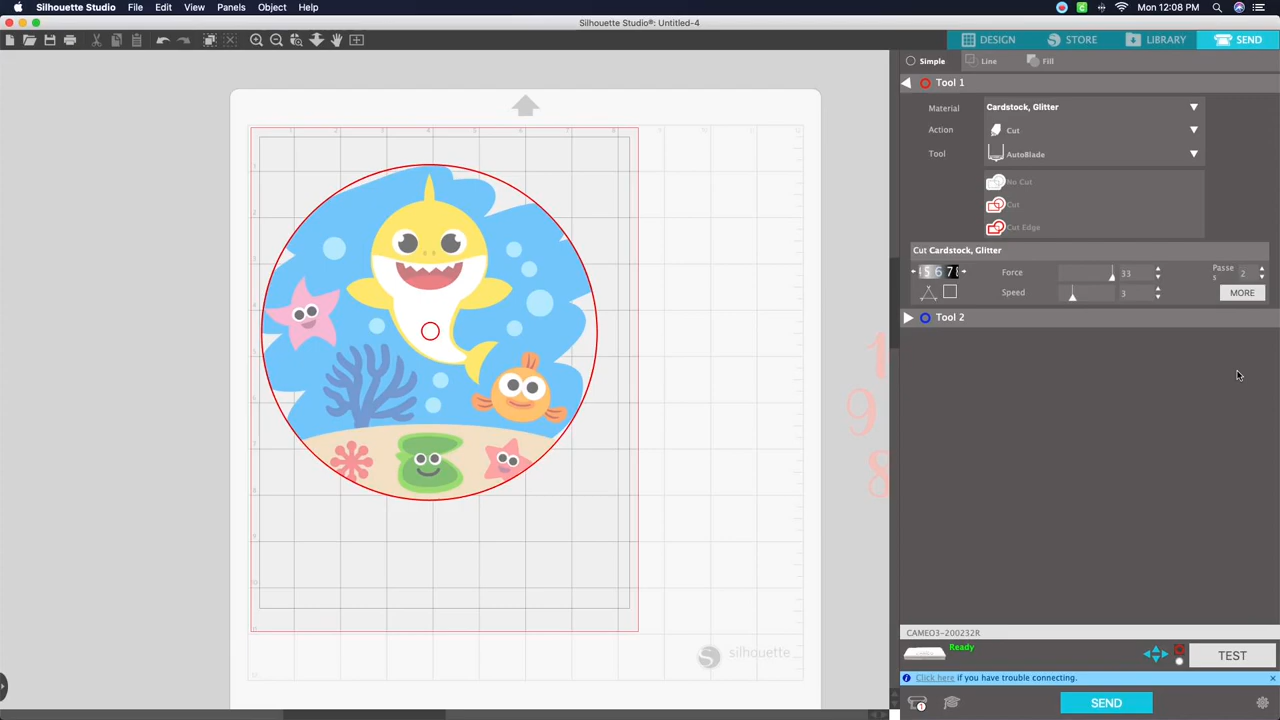 Silhouette Studio File Edit View Panels Object Help Mon 12:08 PM
Silhouette Studio®: Untitled-4
DESIGN STORE LIBRARY SEND
Simple Line Fill
Tool 1
Material Cardstock, Glitter
Action Cut
Tool AutoBlade
No Cut
Cut
Cut Edge
Cut Cardstock, Glitter
Force 33 Passes 2
Speed 3 MORE
Tool 2
1
9
8
silhouette
CAMEO3-200232R
Ready
TEST
Click here if you have trouble connecting.
SEND